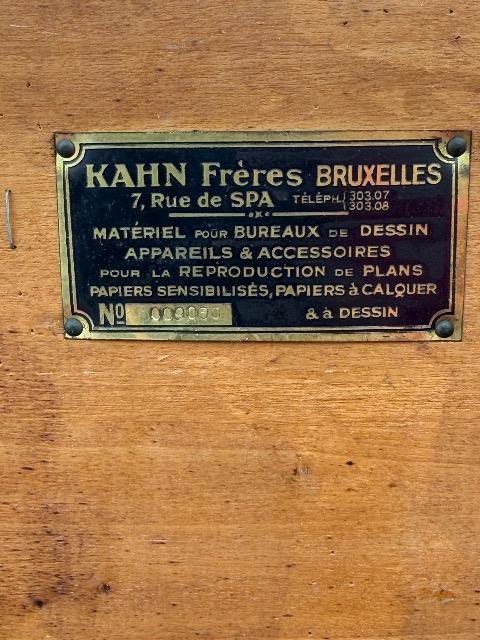 KAHN Frères BRUXELLES
7, Rue de SPA TÉLÉPH. 303.07
303.08
MATÉRIEL POUR BUREAUX DE DESSIN
APPAREILS & ACCESSOIRES
POUR LA REPRODUCTION DE PLANS
PAPIERS SENSIBILISÉS, PAPIERS à CALQUER
No & à DESSIN